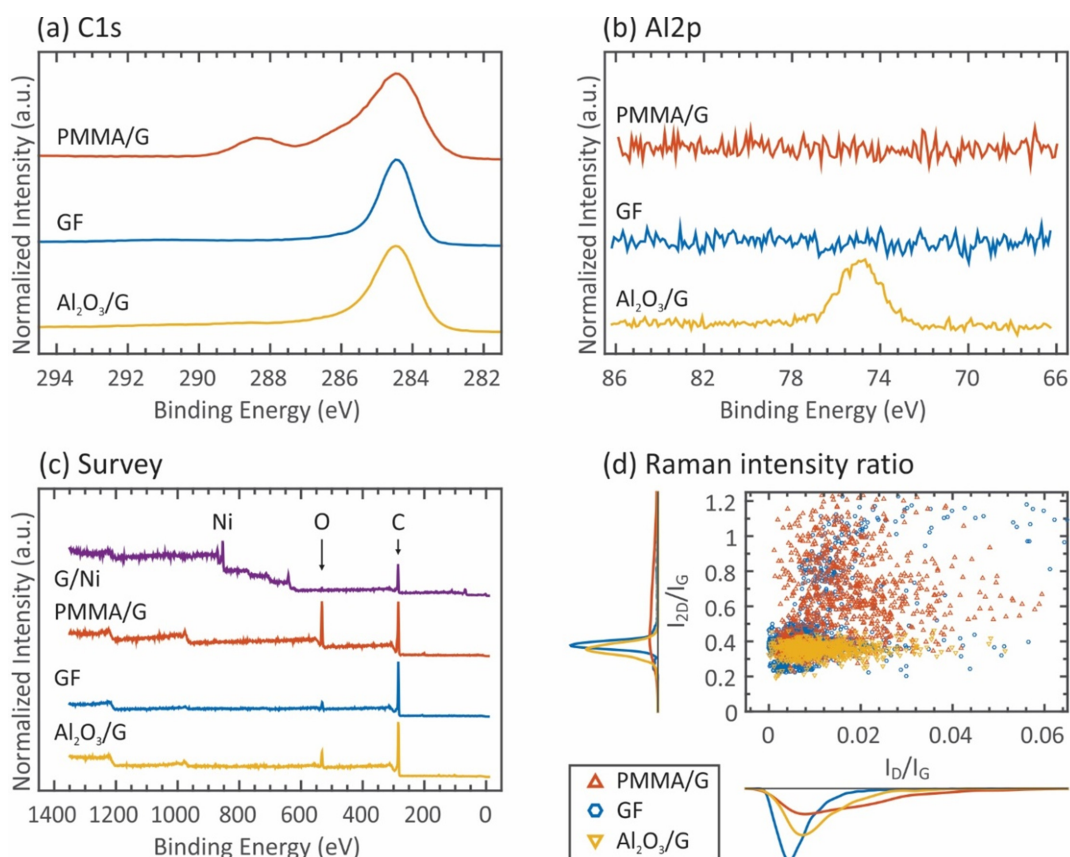 (a) C1s
Normalized Intensity (a.u.)
PMMA/G
GF
Al₂O₃/G
294 292 290 288 286 284 282
Binding Energy (eV)
(b) Al2p
Normalized Intensity (a.u.)
PMMA/G
GF
Al₂O₃/G
86 82 78 74 70 66
Binding Energy (eV)
(c) Survey
Normalized Intensity (a.u.)
Ni O C
G/Ni
PMMA/G
GF
Al₂O₃/G
1400 1200 1000 800 600 400 200 0
Binding Energy (eV)
(d) Raman intensity ratio
I₂D/IG
1.2
1
0.8
0.6
0.4
0.2
0
0 0.02 0.04 0.06
ID/IG
PMMA/G
GF
Al₂O₃/G